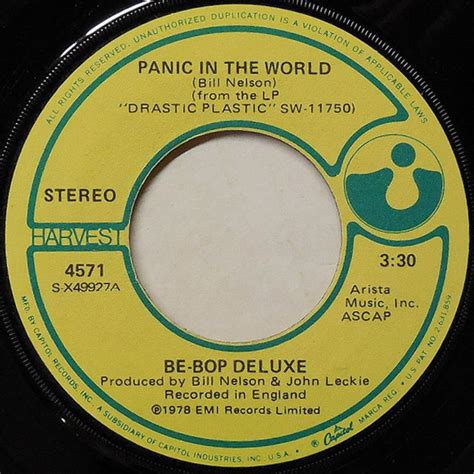 ALL RIGHTS RESERVED. UNAUTHORIZED DUPLICATION IS A VIOLATION OF APPLICABLE LAWS
PANIC IN THE WORLD
(Bill Nelson)
(from the LP
"DRASTIC PLASTIC" SW-11750)
STEREO
HARVEST
4571
S-X49927A
3:30
Arista
Music, Inc.
ASCAP
BE-BOP DELUXE
Produced by Bill Nelson & John Leckie
Recorded in England
℗1978 EMI Records Limited
MFD. BY CAPITOL RECORDS, INC. A SUBSIDIARY OF CAPITOL INDUSTRIES, INC. U.S.A.
Capitol MARCA REG. U.S. PAT. NO. 2,631,859